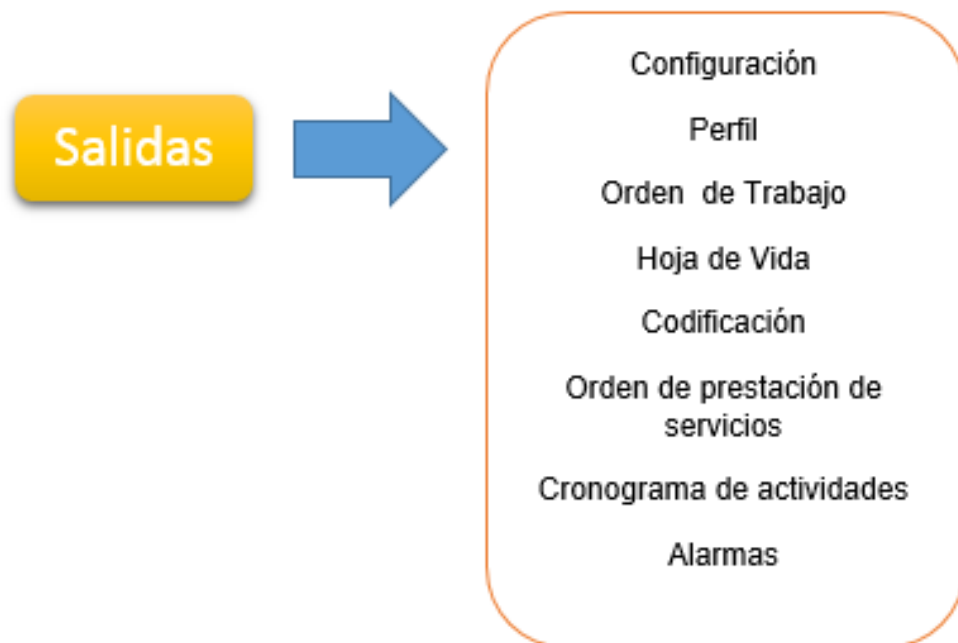 Salidas
Configuración
Perfil
Orden  de Trabajo
Hoja de Vida
Codificación
Orden de prestación de
servicios
Cronograma de actividades
Alarmas